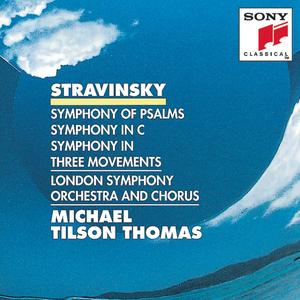 SONY
CLASSICAL
STRAVINSKY
SYMPHONY OF PSALMS
SYMPHONY IN C
SYMPHONY IN
THREE MOVEMENTS
LONDON SYMPHONY
ORCHESTRA AND CHORUS
MICHAEL
TILSON THOMAS